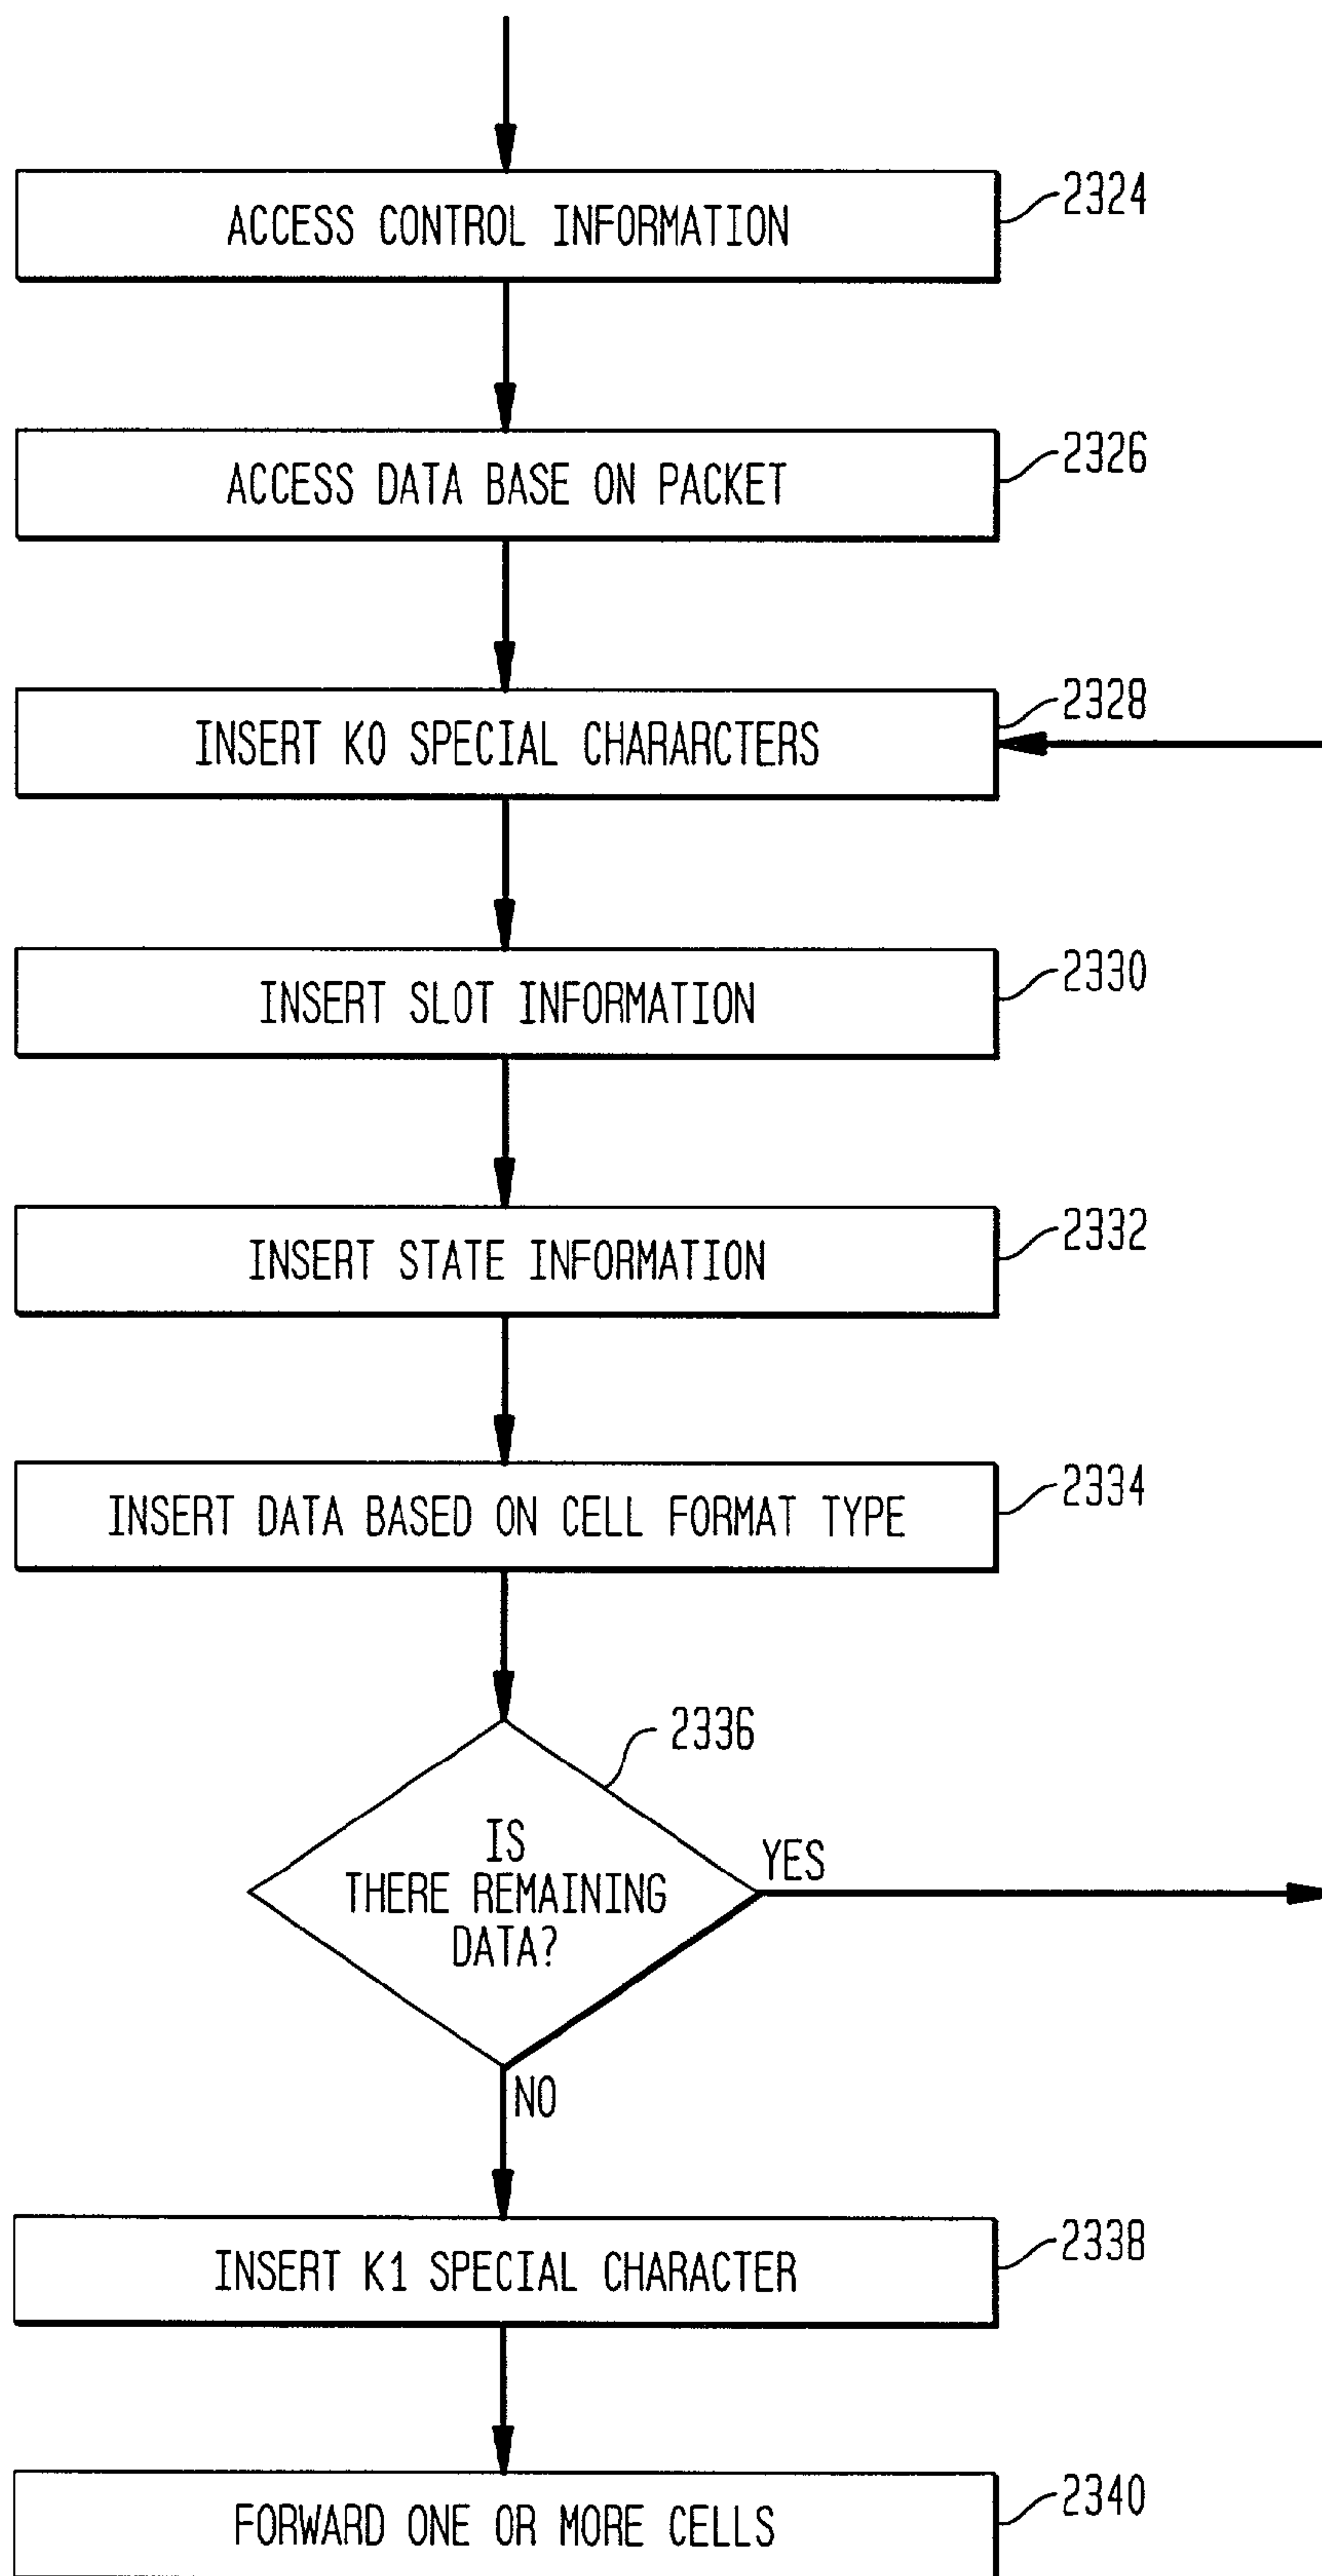 ACCESS CONTROL INFORMATION
2324
ACCESS DATA BASE ON PACKET
2326
INSERT K0 SPECIAL CHARARCTERS
2328
INSERT SLOT INFORMATION
2330
INSERT STATE INFORMATION
2332
INSERT DATA BASED ON CELL FORMAT TYPE
2334
2336
IS
THERE REMAINING
DATA?
YES
NO
INSERT K1 SPECIAL CHARACTER
2338
FORWARD ONE OR MORE CELLS
2340